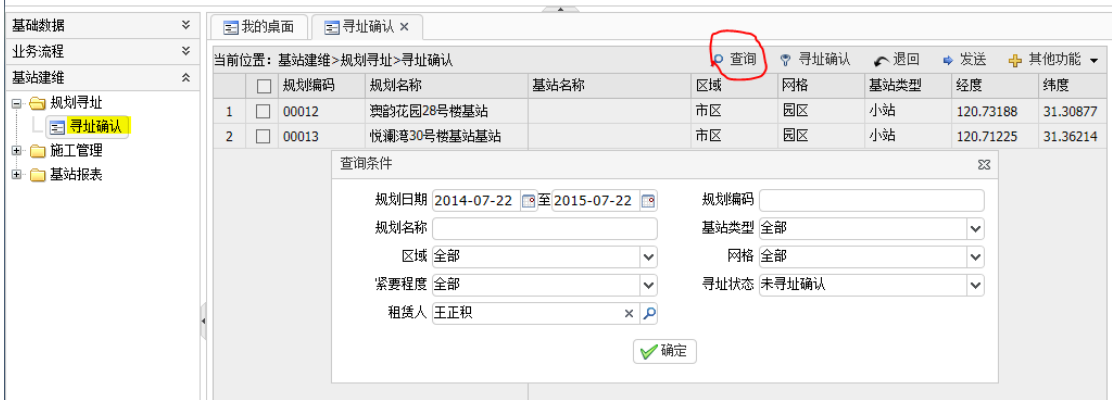 基础数据
业务流程
基站建维
规划寻址
寻址确认
施工管理
基站报表
我的桌面 寻址确认 ×
当前位置：基站建维>规划寻址>寻址确认 查询 寻址确认 退回 发送 其他功能
规划编码 规划名称 基站名称 区域 网格 基站类型 经度 纬度
1 00012 澳韵花园28号楼基站 市区 园区 小站 120.73188 31.30877
2 00013 悦澜湾30号楼基站基站 市区 园区 小站 120.71225 31.36214
查询条件
规划日期 2014-07-22 至 2015-07-22 规划编码
规划名称 基站类型 全部
区域 全部 网格 全部
紧要程度 全部 寻址状态 未寻址确认
租赁人 王正积
确定